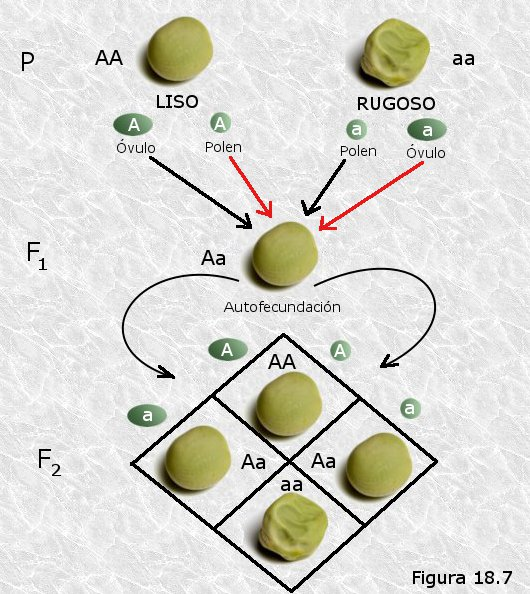 P
AA
aa
LISO
RUGOSO
A
A
a
a
Óvulo
Polen
Polen
Óvulo
F1
Aa
Autofecundación
A
A
a
a
AA
F2
Aa
Aa
aa
Figura 18.7